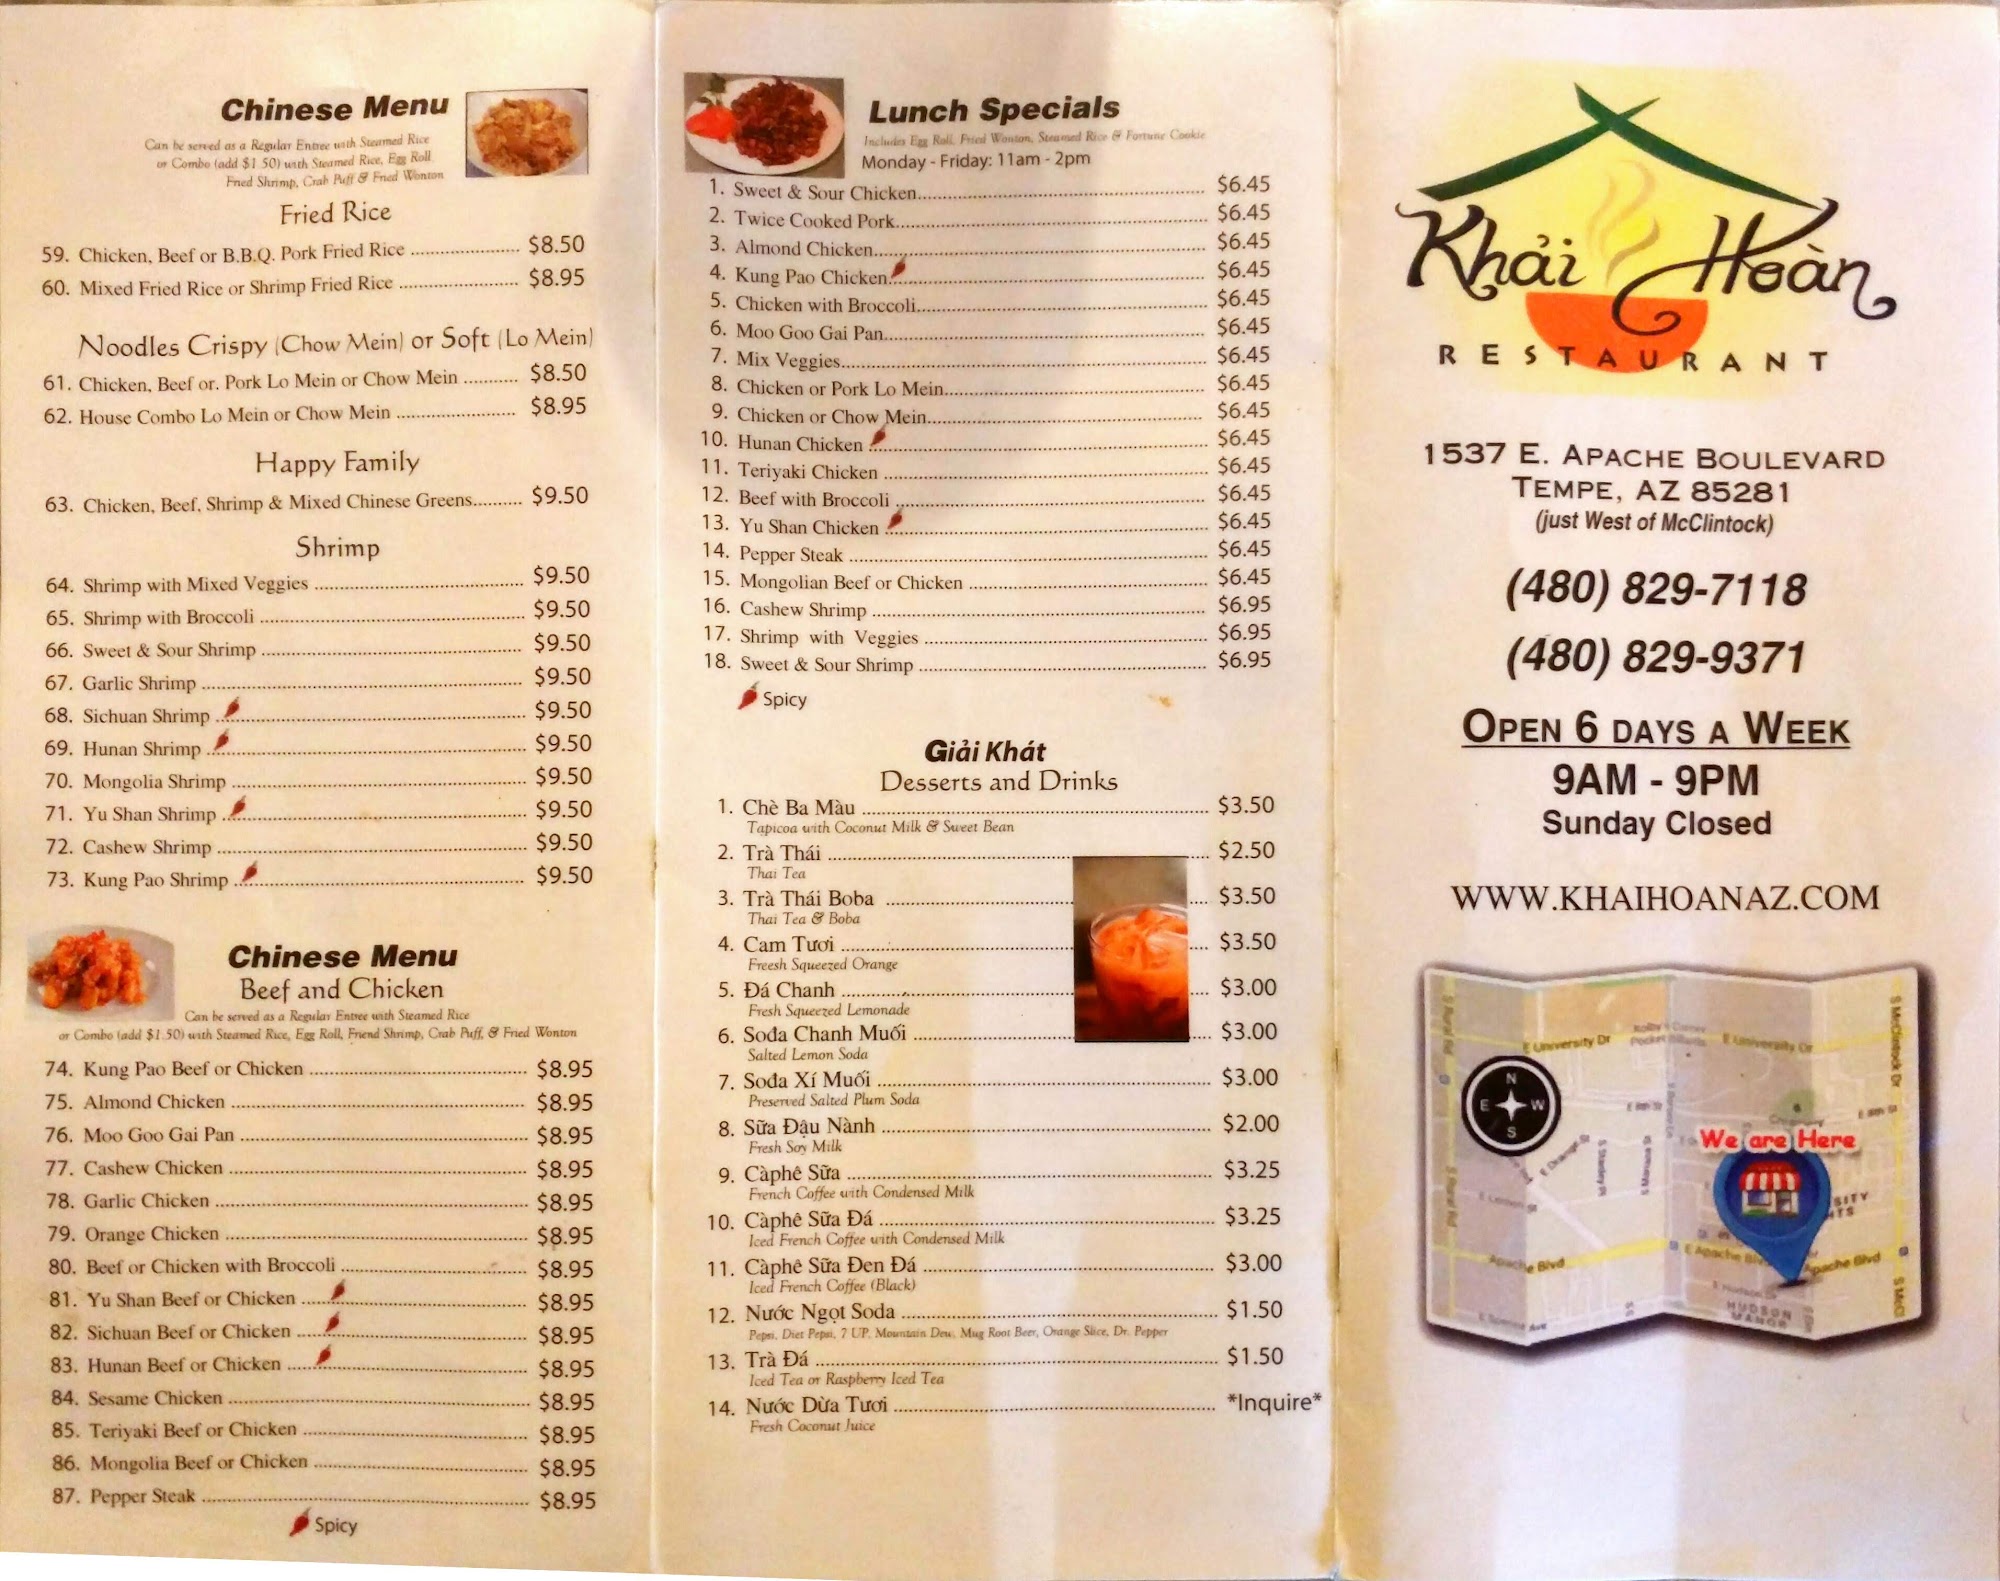 Chinese Menu
Can be served as a Regular Entree with Steamed Rice
or Combo (add $1.50) with Steamed Rice, Egg Roll
Fried Shrimp, Crab Puff & Fried Wonton
Fried Rice
59. Chicken, Beef or B.B.Q. Pork Fried Rice $8.50
60. Mixed Fried Rice or Shrimp Fried Rice $8.95
Noodles Crispy (Chow Mein) or Soft (Lo Mein)
61. Chicken, Beef or. Pork Lo Mein or Chow Mein $8.50
62. House Combo Lo Mein or Chow Mein $8.95
Happy Family
63. Chicken, Beef, Shrimp & Mixed Chinese Greens $9.50
Shrimp
64. Shrimp with Mixed Veggies $9.50
65. Shrimp with Broccoli $9.50
66. Sweet & Sour Shrimp $9.50
67. Garlic Shrimp $9.50
68. Sichuan Shrimp $9.50
69. Hunan Shrimp $9.50
70. Mongolia Shrimp $9.50
71. Yu Shan Shrimp $9.50
72. Cashew Shrimp $9.50
73. Kung Pao Shrimp $9.50
Chinese Menu
Beef and Chicken
Can be served as a Regular Entree with Steamed Rice
or Combo (add $1.50) with Steamed Rice, Egg Roll, Friend Shrimp, Crab Puff, & Fried Wonton
74. Kung Pao Beef or Chicken $8.95
75. Almond Chicken $8.95
76. Moo Goo Gai Pan $8.95
77. Cashew Chicken $8.95
78. Garlic Chicken $8.95
79. Orange Chicken $8.95
80. Beef or Chicken with Broccoli $8.95
81. Yu Shan Beef or Chicken $8.95
82. Sichuan Beef or Chicken $8.95
83. Hunan Beef or Chicken $8.95
84. Sesame Chicken $8.95
85. Teriyaki Beef or Chicken $8.95
86. Mongolia Beef or Chicken $8.95
87. Pepper Steak $8.95
Spicy
Lunch Specials
Includes Egg Roll, Fried Wonton, Steamed Rice & Fortune Cookie
Monday - Friday: 11am - 2pm
1. Sweet & Sour Chicken $6.45
2. Twice Cooked Pork $6.45
3. Almond Chicken $6.45
4. Kung Pao Chicken $6.45
5. Chicken with Broccoli $6.45
6. Moo Goo Gai Pan $6.45
7. Mix Veggies $6.45
8. Chicken or Pork Lo Mein $6.45
9. Chicken or Chow Mein $6.45
10. Hunan Chicken $6.45
11. Teriyaki Chicken $6.45
12. Beef with Broccoli $6.45
13. Yu Shan Chicken $6.45
14. Pepper Steak $6.45
15. Mongolian Beef or Chicken $6.45
16. Cashew Shrimp $6.95
17. Shrimp with Veggies $6.95
18. Sweet & Sour Shrimp $6.95
Spicy
Giải Khát
Desserts and Drinks
1. Chè Ba Màu $3.50
Tapicoa with Coconut Milk & Sweet Bean
2. Trà Thái $2.50
Thai Tea
3. Trà Thái Boba $3.50
Thai Tea & Boba
4. Cam Tươi $3.50
Freesh Squeezed Orange
5. Đá Chanh $3.00
Fresh Squeezed Lemonade
6. Sođa Chanh Muối $3.00
Salted Lemon Soda
7. Sođa Xí Muối $3.00
Preserved Salted Plum Soda
8. Sữa Đậu Nành $2.00
Fresh Soy Milk
9. Càphê Sữa $3.25
French Coffee with Condensed Milk
10. Càphê Sữa Đá $3.25
Iced French Coffee with Condensed Milk
11. Càphê Sữa Đen Đá $3.00
Iced French Coffee (Black)
12. Nước Ngọt Soda $1.50
Pepsi, Diet Pepsi, 7 UP, Mountain Dew, Mug Root Beer, Orange Slice, Dr. Pepper
13. Trà Đá $1.50
Iced Tea or Raspberry Iced Tea
14. Nước Dừa Tươi *Inquire*
Fresh Coconut Juice
Khải Hoàn
RESTAURANT
1537 E. Apache Boulevard
Tempe, AZ 85281
(just West of McClintock)
(480) 829-7118
(480) 829-9371
Open 6 days a Week
9AM - 9PM
Sunday Closed
WWW.KHAIHOANAZ.COM
S Rural Rd
E University Dr
E University Dr
S McClintock Dr
N
E W
S
E 8th St
We are Here
S Rural Rd
E Lemon St
Apache Blvd
E Apache Blvd
Apache Blvd
E Hudson Dr
HUDSON
MANOR